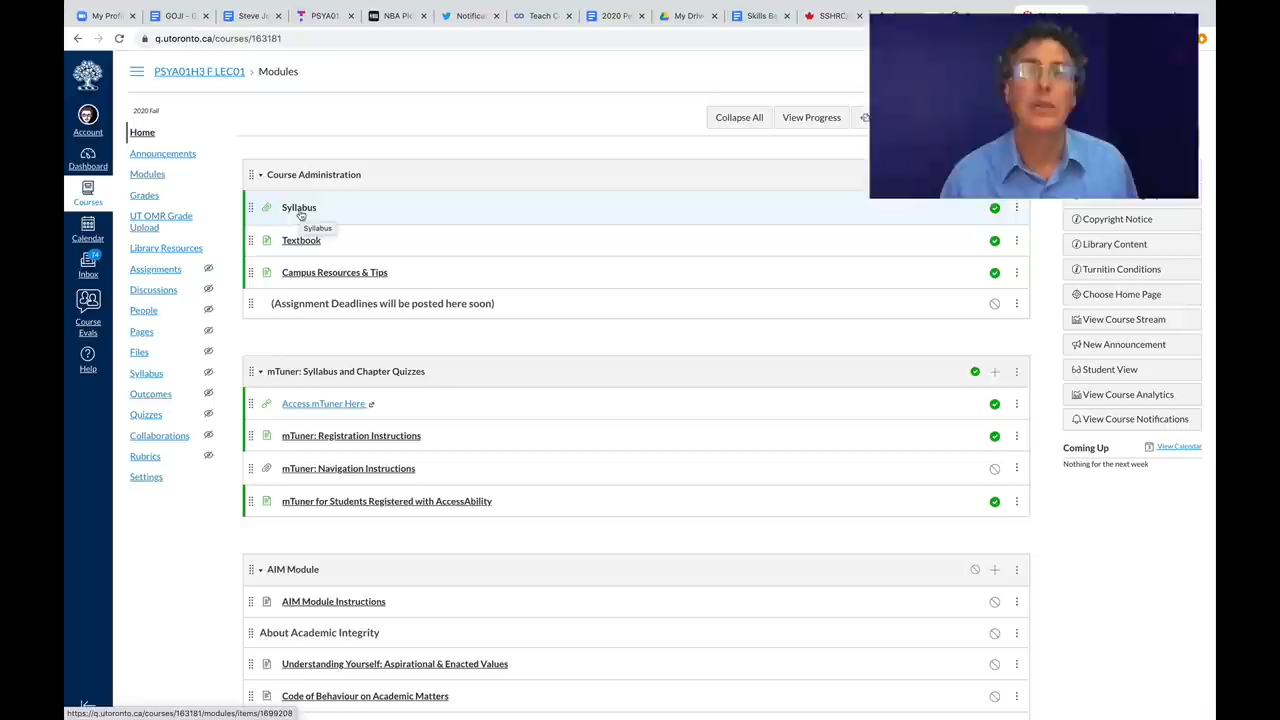 My Profi
GOJI - G
Steve J
PSYA01
NBA Pic
Notificat
Teach C
2020 Pe
My Driv
Skills Ba
SSHRC
q.utoronto.ca/courses/163181
PSYA01H3 F LEC01 › Modules
Account
Dashboard
Courses
Calendar
74
Inbox
Course
Evals
Help
2020 Fall
Home
Announcements
Modules
Grades
UT OMR Grade
Upload
Library Resources
Assignments
Discussions
People
Pages
Files
Syllabus
Outcomes
Quizzes
Collaborations
Rubrics
Settings
Collapse All
View Progress
Course Administration
Syllabus
Syllabus
Textbook
Campus Resources & Tips
(Assignment Deadlines will be posted here soon)
mTuner: Syllabus and Chapter Quizzes
Access mTuner Here
mTuner: Registration Instructions
mTuner: Navigation Instructions
mTuner for Students Registered with AccessAbility
AIM Module
AIM Module Instructions
About Academic Integrity
Understanding Yourself: Aspirational & Enacted Values
Code of Behaviour on Academic Matters
Copyright Notice
Library Content
Turnitin Conditions
Choose Home Page
View Course Stream
New Announcement
Student View
View Course Analytics
View Course Notifications
Coming Up
View Calendar
Nothing for the next week
https://q.utoronto.ca/courses/163181/modules/items/1699208